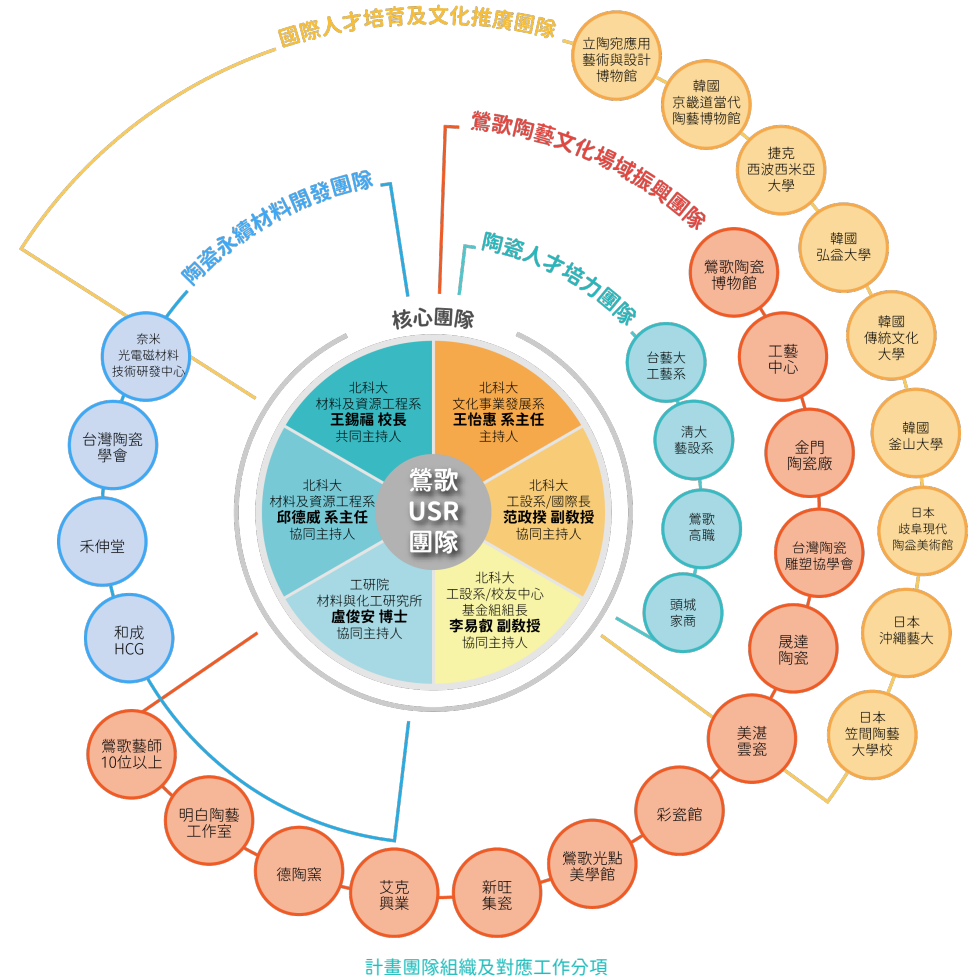 國際人才培育及文化推廣團隊
立陶宛應用
藝術與設計
博物館
韓國
京畿道當代
陶藝博物館
捷克
西波西米亞
大學
韓國
弘益大學
韓國
傳統文化
大學
韓國
釜山大學
日本
歧阜現代
陶益美術館
日本
沖繩藝大
日本
笠間陶藝
大學校
鶯歌陶藝文化場域振興團隊
鶯歌陶瓷
博物館
工藝
中心
金門
陶瓷廠
台灣陶瓷
雕塑協學會
晟達
陶瓷
美湛
雲瓷
彩瓷館
鶯歌光點
美學館
新旺
集瓷
艾克
興業
德陶窯
明白陶藝
工作室
鶯歌藝師
10位以上
陶瓷永續材料開發團隊
奈米
光電磁材料
技術研發中心
台灣陶瓷
學會
禾伸堂
和成
HCG
陶瓷人才培力團隊
台藝大
工藝系
清大
藝設系
鶯歌
高職
頭城
家商
核心團隊
北科大
材料及資源工程系
王錫福 校長
共同主持人
北科大
文化事業發展系
王怡惠 系主任
主持人
北科大
材料及資源工程系
邱德威 系主任
協同主持人
北科大
工設系/國際長
范政揆 副教授
協同主持人
工研院
材料與化工研究所
盧俊安 博士
協同主持人
北科大
工設系/校友中心
基金組組長
李易叡 副教授
協同主持人
鶯歌
USR
團隊
計畫團隊組織及對應工作分項